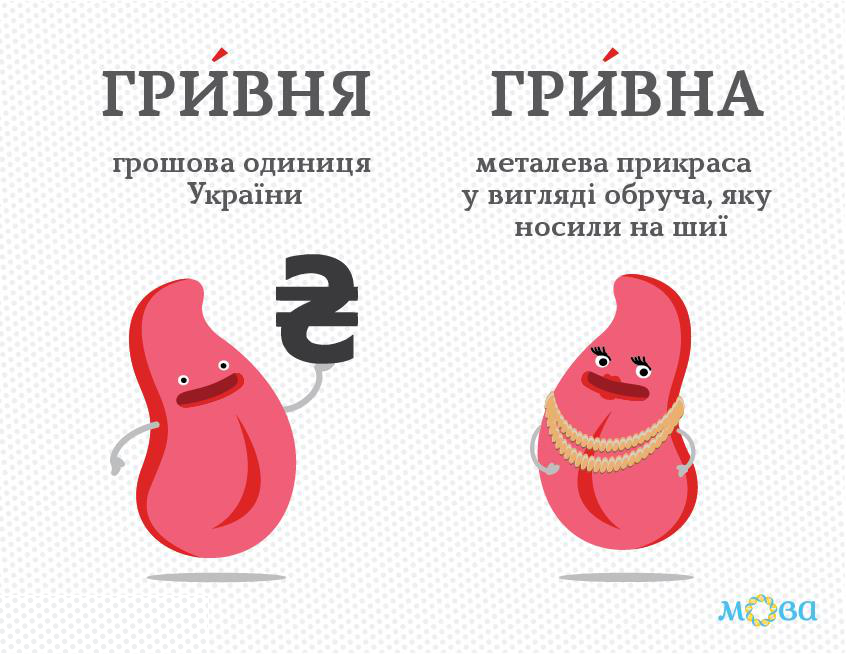 ГРИ́ВНЯ
грошова одиниця
України
ГРИ́ВНА
металева прикраса
у вигляді обруча, яку
носили на шиї
₴
мова